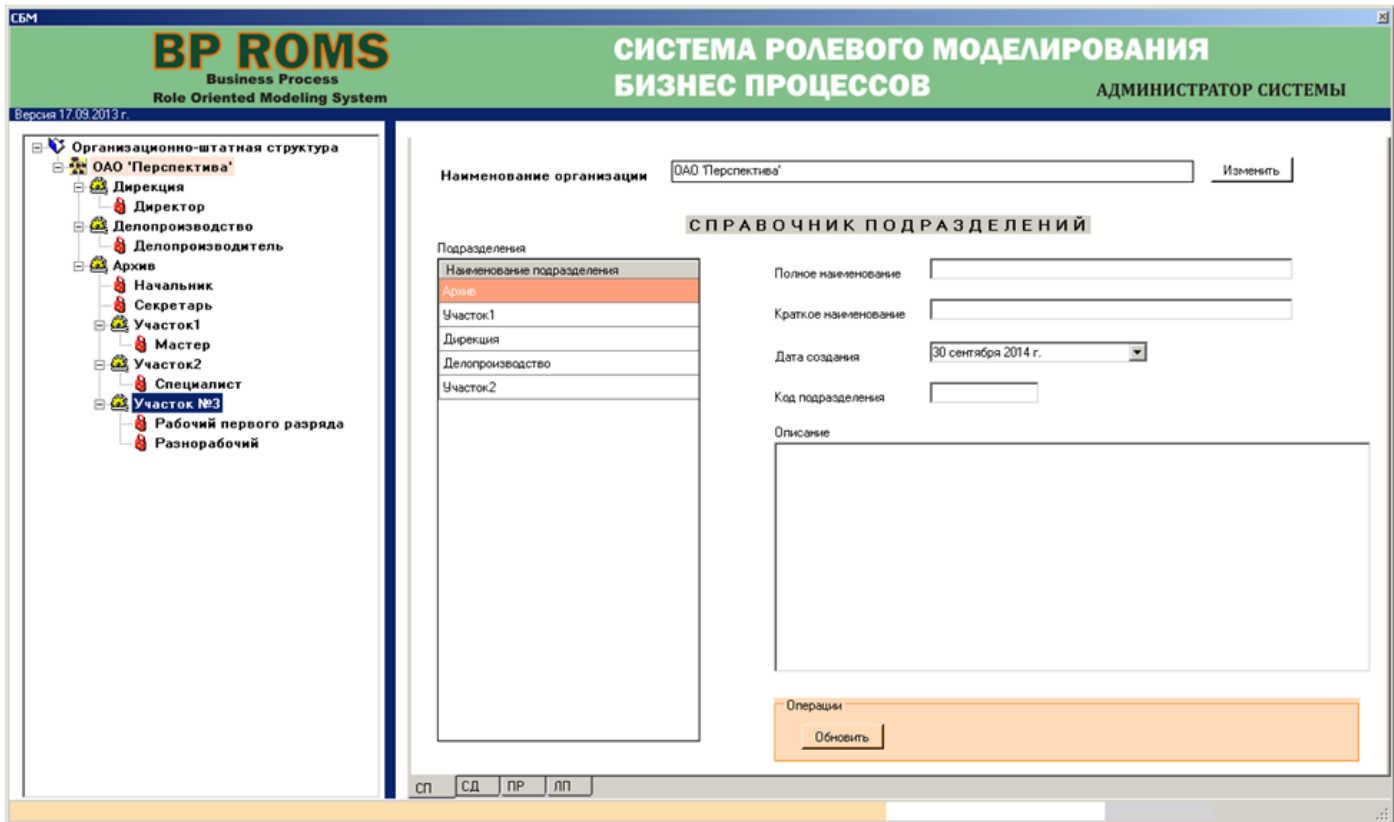 СБМ
BP ROMS
Business Process
Role Oriented Modeling System
СИСТЕМА РОЛЕВОГО МОДЕЛИРОВАНИЯ
БИЗНЕС ПРОЦЕССОВ
АДМИНИСТРАТОР СИСТЕМЫ
Версия 17.09.2013 г.
Организационно-штатная структура
ОАО 'Перспектива'
Дирекция
Директор
Делопроизводство
Делопроизводитель
Архив
Начальник
Секретарь
Участок1
Мастер
Участок2
Специалист
Участок №3
Рабочий первого разряда
Разнорабочий
Наименование организации
ОАО 'Перспектива'
Изменить
СПРАВОЧНИК ПОДРАЗДЕЛЕНИЙ
Подразделения
Наименование подразделения
Архив
Участок1
Дирекция
Делопроизводство
Участок2
Полное наименование
Краткое наименование
Дата создания
30 сентября 2014 г.
Код подразделения
Описание
Операции
Обновить
СП СД ПР ЛП